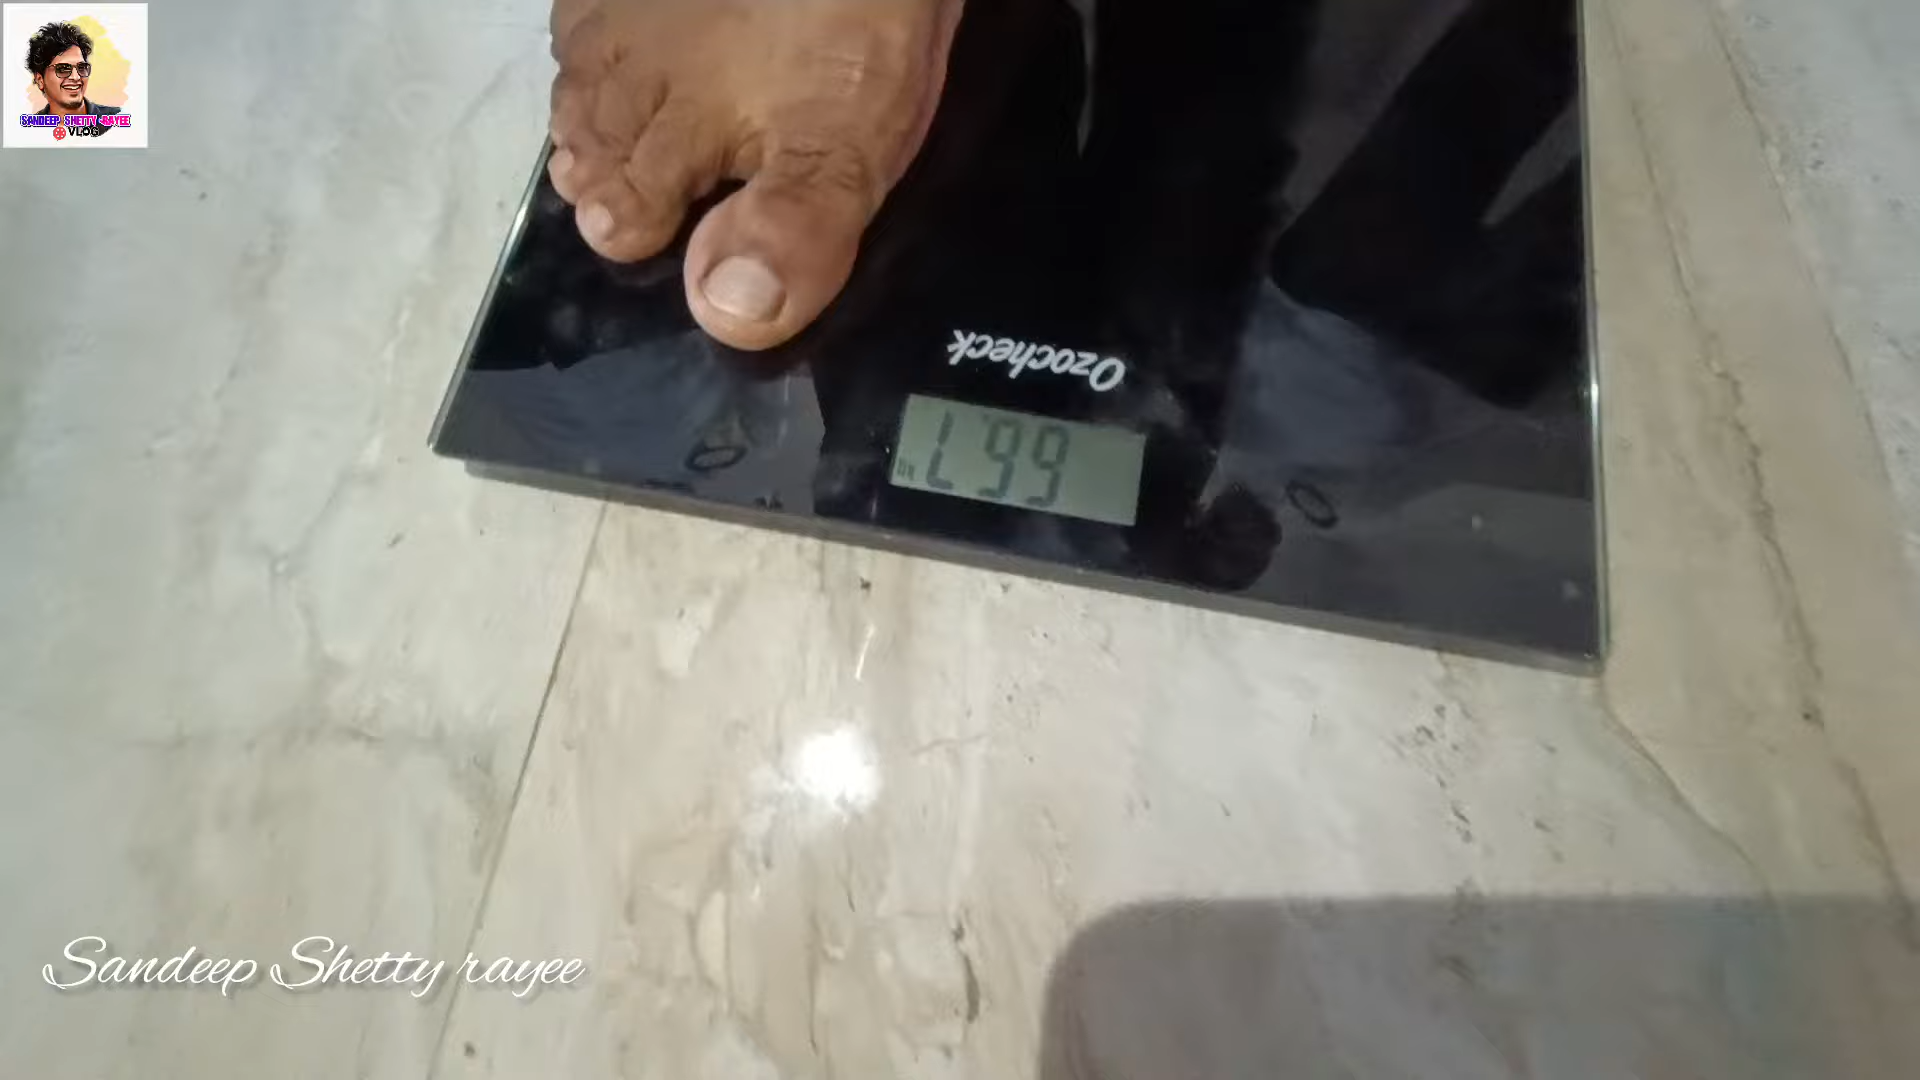 SANDEEP SHETTY RAYEE
VLOG
Ozocheck
66.7
Sandeep Shetty rayee